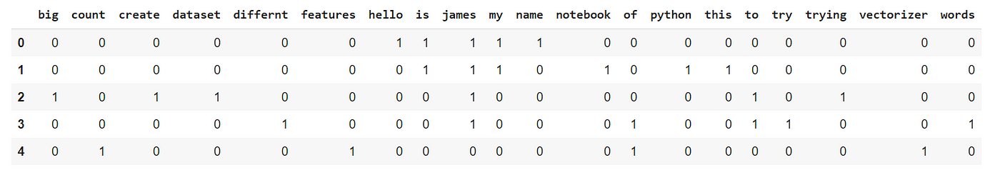 big count create dataset differnt features hello is james my name notebook of python this to try trying vectorizer words
0 0 0 0 0 0 0 1 1 1 1 1 0 0 0 0 0 0 0 0 0
1 0 0 0 0 0 0 0 1 1 1 0 1 0 1 1 0 0 0 0 0
2 1 0 1 1 0 0 0 0 1 0 0 0 0 0 0 1 0 1 0 0
3 0 0 0 0 1 0 0 0 1 0 0 0 1 0 0 1 1 0 0 1
4 0 1 0 0 0 1 0 0 0 0 0 0 1 0 0 0 0 0 1 0